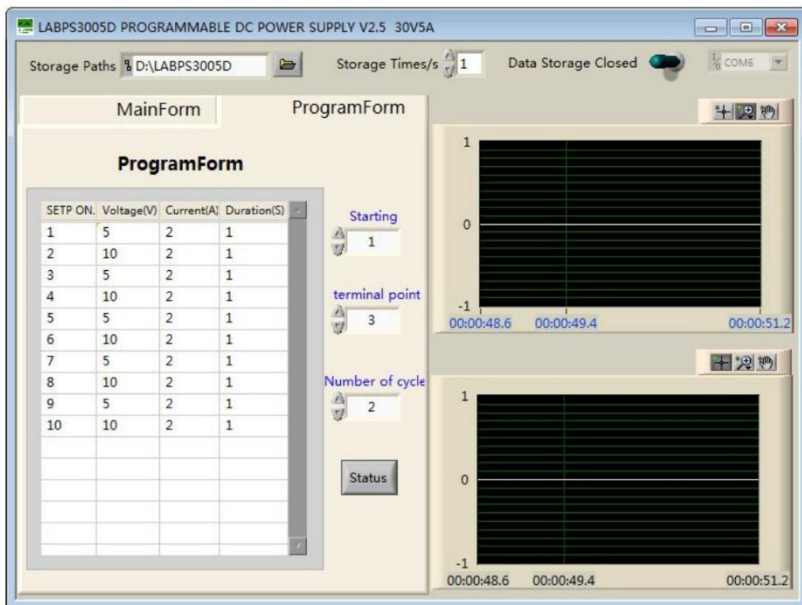 LABPS3005D PROGRAMMABLE DC POWER SUPPLY V2.5 30V5A
Storage Paths D:\LABPS3005D Storage Times/s 1 Data Storage Closed COM6
MainForm ProgramForm
ProgramForm
SETP ON. Voltage(V) Current(A) Duration(S)
1 5 2 1
2 10 2 1
3 5 2 1
4 10 2 1
5 5 2 1
6 10 2 1
7 5 2 1
8 10 2 1
9 5 2 1
10 10 2 1
Starting
1
terminal point
3
Number of cycle
2
Status
1
0
-1
00:00:48.6 00:00:49.4 00:00:51.2
1
0
-1
00:00:48.6 00:00:49.4 00:00:51.2